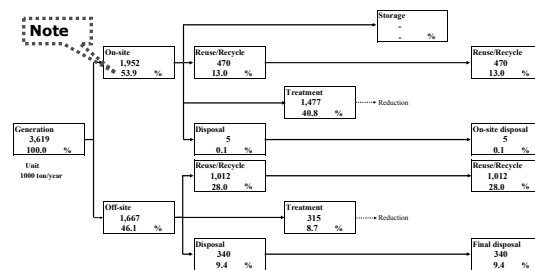 Note
Storage
-
- %
On-site
1,952
53.9 %
Reuse/Recycle
470
13.0 %
Reuse/Recycle
470
13.0 %
Treatment
1,477
40.8 %
Reduction
Generation
3,619
100.0 %
Disposal
5
0.1 %
On-site disposal
5
0.1 %
Unit
1000 ton/year
Reuse/Recycle
1,012
28.0 %
Reuse/Recycle
1,012
28.0 %
Off-site
1,667
46.1 %
Treatment
315
8.7 %
Reduction
Disposal
340
9.4 %
Final disposal
340
9.4 %